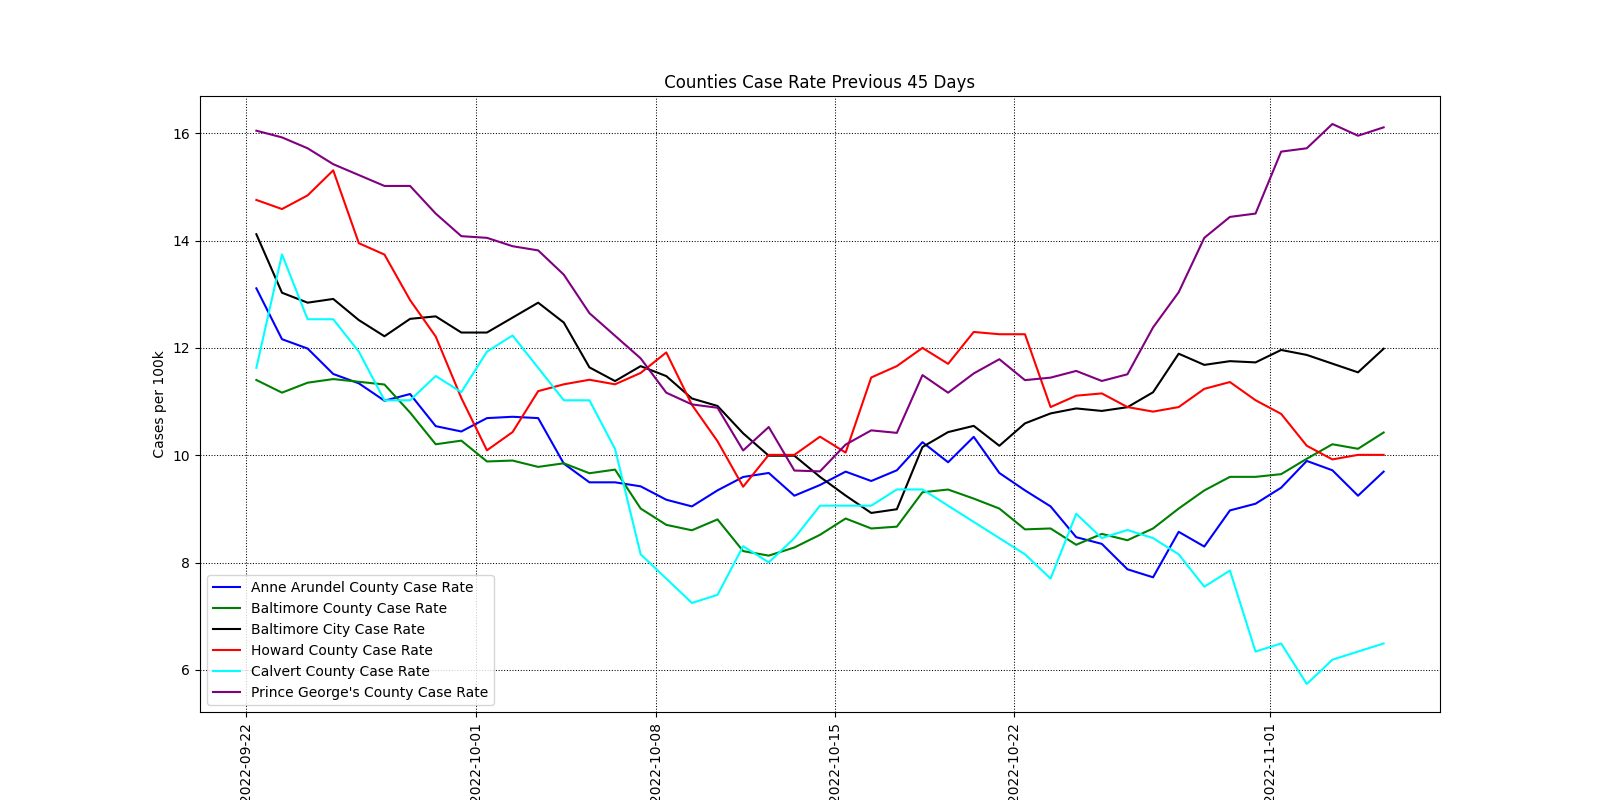 Counties Case Rate Previous 45 Days
Cases per 100k
16
14
12
10
8
6
Anne Arundel County Case Rate
Baltimore County Case Rate
Baltimore City Case Rate
Howard County Case Rate
Calvert County Case Rate
Prince George's County Case Rate
2022-09-22
2022-10-01
2022-10-08
2022-10-15
2022-10-22
2022-11-01